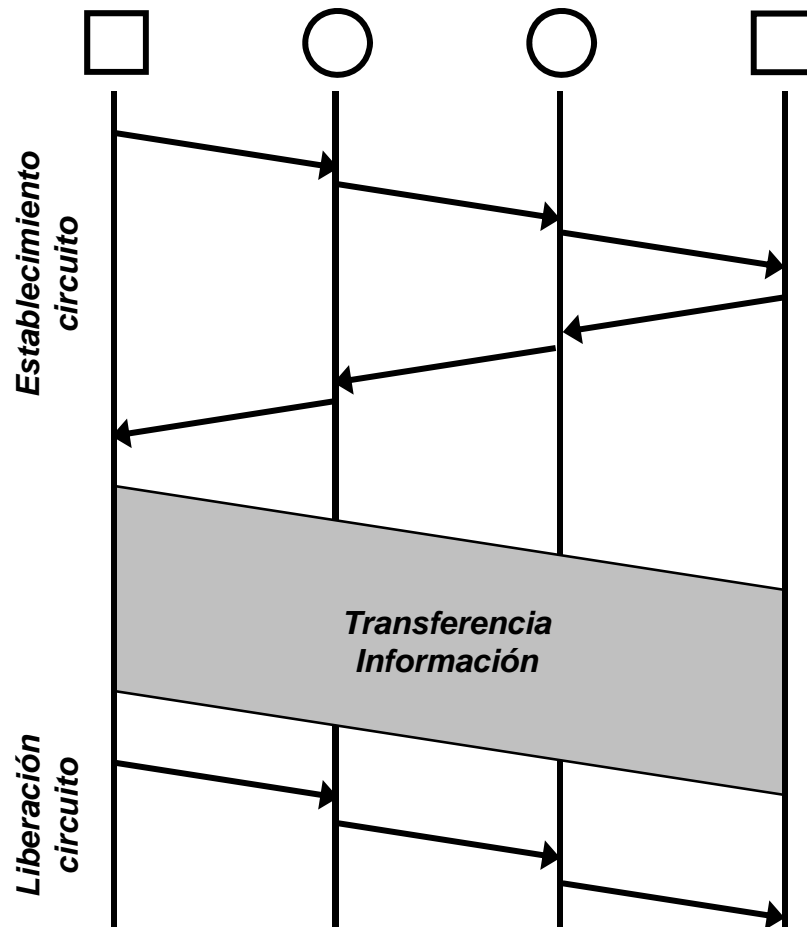 Establecimiento
circuito
Transferencia
Información
Liberación
circuito